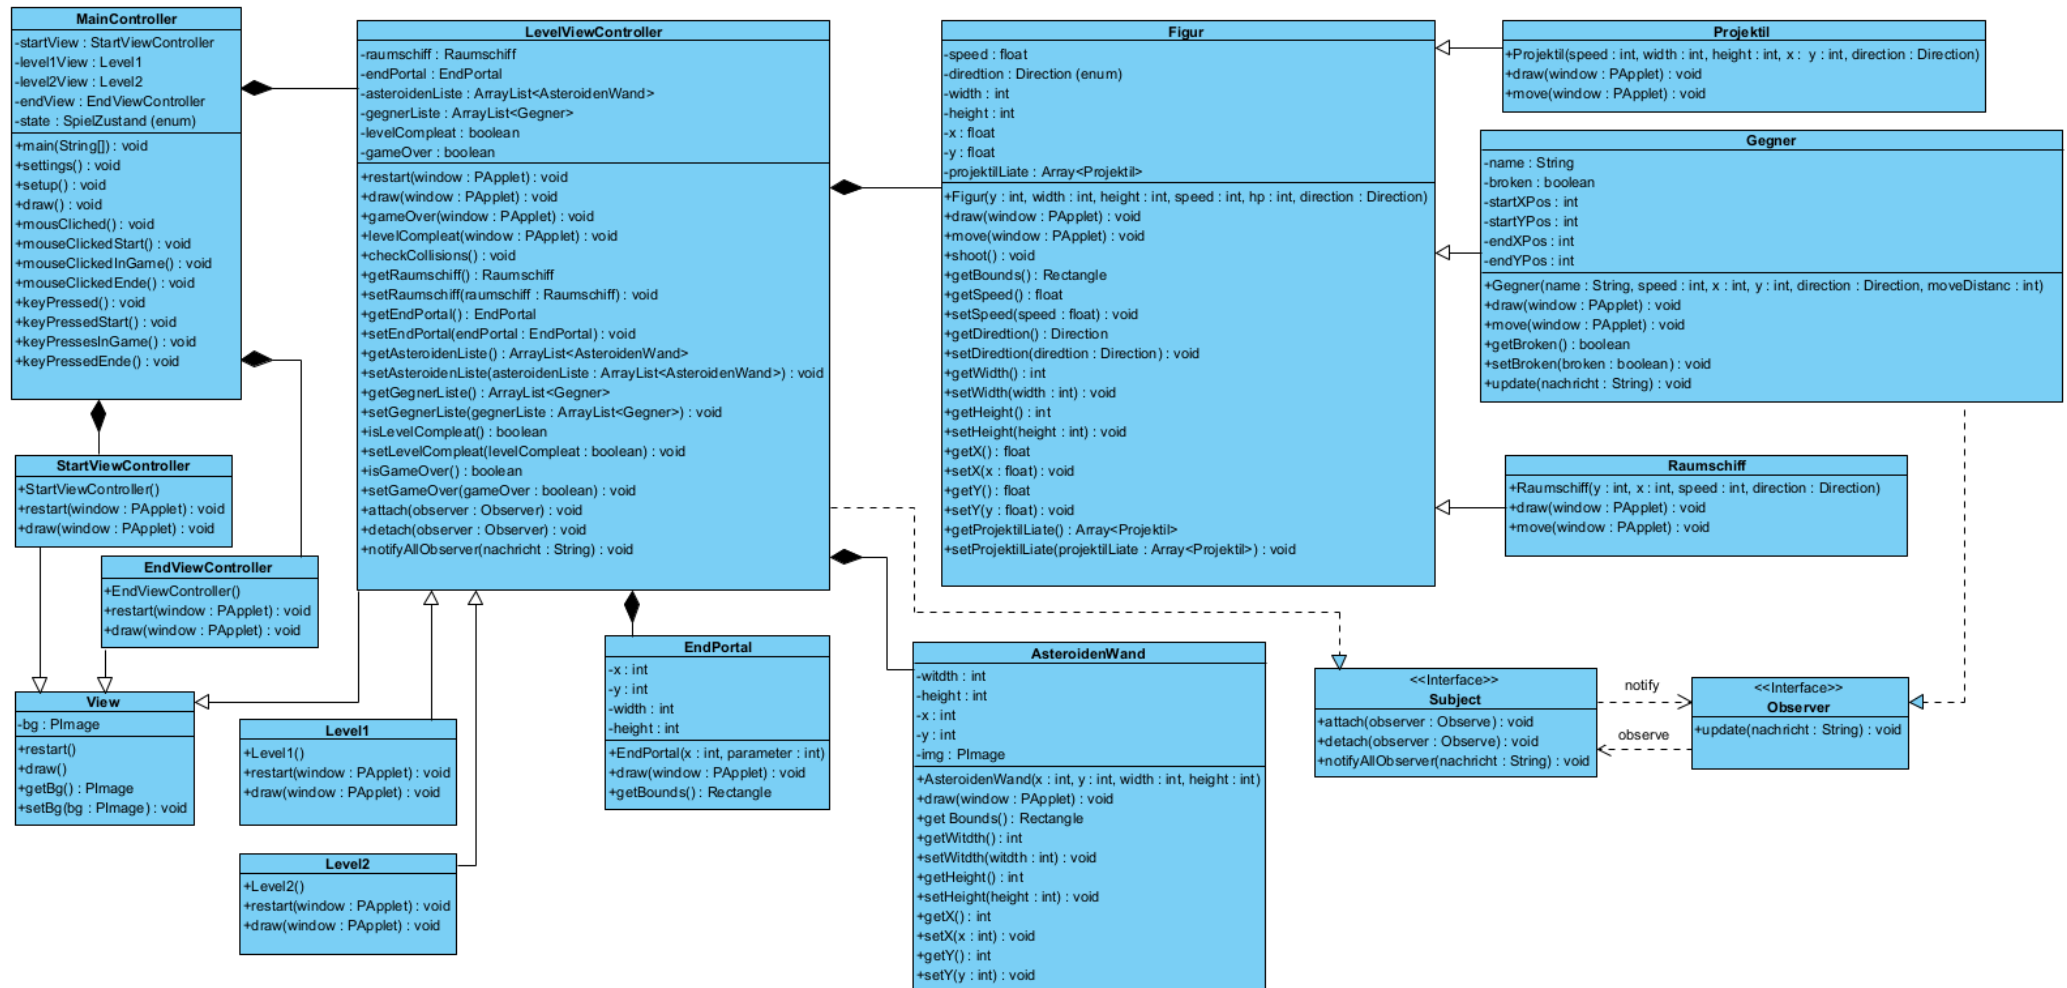 MainController
-startView : StartViewController
-level1View : Level1
-level2View : Level2
-endView : EndViewController
-state : SpielZustand (enum)
+main(String[]) : void
+settings() : void
+setup() : void
+draw() : void
+mousCliched() : void
+mouseClickedStart() : void
+mouseClickedInGame() : void
+mouseClickedEnde() : void
+keyPressed() : void
+keyPressedStart() : void
+keyPressesInGame() : void
+keyPressedEnde() : void
StartViewController
+StartViewController()
+restart(window : PApplet) : void
+draw(window : PApplet) : void
EndViewController
+EndViewController()
+restart(window : PApplet) : void
+draw(window : PApplet) : void
View
-bg : PImage
+restart()
+draw()
+getBg() : PImage
+setBg(bg : PImage) : void
LevelViewController
-raumschiff : Raumschiff
-endPortal : EndPortal
-asteroidenListe : ArrayList<AsteroidenWand>
-gegnerListe : ArrayList<Gegner>
-levelCompleat : boolean
-gameOver : boolean
+restart(window : PApplet) : void
+draw(window : PApplet) : void
+gameOver(window : PApplet) : void
+levelCompleat(window : PApplet) : void
+checkCollisions() : void
+getRaumschiff() : Raumschiff
+setRaumschiff(raumschiff : Raumschiff) : void
+getEndPortal() : EndPortal
+setEndPortal(endPortal : EndPortal) : void
+getAsteroidenListe() : ArrayList<AsteroidenWand>
+setAsteroidenListe(asteroidenListe : ArrayList<AsteroidenWand>) : void
+getGegnerListe() : ArrayList<Gegner>
+setGegnerListe(gegnerListe : ArrayList<Gegner>) : void
+isLevelCompleat() : boolean
+setLevelCompleat(levelCompleat : boolean) : void
+isGameOver() : boolean
+setGameOver(gameOver : boolean) : void
+attach(observer : Observer) : void
+detach(observer : Observer) : void
+notifyAllObserver(nachricht : String) : void
Level1
+Level1()
+restart(window : PApplet) : void
+draw(window : PApplet) : void
Level2
+Level2()
+restart(window : PApplet) : void
+draw(window : PApplet) : void
EndPortal
-x : int
-y : int
-width : int
-height : int
+EndPortal(x : int, parameter : int)
+draw(window : PApplet) : void
+getBounds() : Rectangle
Figur
-speed : float
-diredtion : Direction (enum)
-width : int
-height : int
-x : float
-y : float
-projektilLiate : Array<Projektil>
+Figur(y : int, width : int, height : int, speed : int, hp : int, direction : Direction)
+draw(window : PApplet) : void
+move(window : PApplet) : void
+shoot() : void
+getBounds() : Rectangle
+getSpeed() : float
+setSpeed(speed : float) : void
+getDiredtion() : Direction
+setDiredtion(diredtion : Direction) : void
+getWidth() : int
+setWidth(width : int) : void
+getHeight() : int
+setHeight(height : int) : void
+getX() : float
+setX(x : float) : void
+getY() : float
+setY(y : float) : void
+getProjektilLiate() : Array<Projektil>
+setProjektilLiate(projektilLiate : Array<Projektil>) : void
AsteroidenWand
-witdth : int
-height : int
-x : int
-y : int
-img : PImage
+AsteroidenWand(x : int, y : int, width : int, height : int)
+draw(window : PApplet) : void
+get Bounds() : Rectangle
+getWitdth() : int
+setWitdth(witdth : int) : void
+getHeight() : int
+setHeight(height : int) : void
+getX() : int
+setX(x : int) : void
+getY() : int
+setY(y : int) : void
Projektil
+Projektil(speed : int, width : int, height : int, x : y : int, direction : Direction)
+draw(window : PApplet) : void
+move(window : PApplet) : void
Gegner
-name : String
-broken : boolean
-startXPos : int
-startYPos : int
-endXPos : int
-endYPos : int
+Gegner(name : String, speed : int, x : int, y : int, direction : Direction, moveDistanc : int)
+draw(window : PApplet) : void
+move(window : PApplet) : void
+getBroken() : boolean
+setBroken(broken : boolean) : void
+update(nachricht : String) : void
Raumschiff
+Raumschiff(y : int, x : int, speed : int, direction : Direction)
+draw(window : PApplet) : void
+move(window : PApplet) : void
<<Interface>>
Subject
+attach(observer : Observe) : void
+detach(observer : Observe) : void
+notifyAllObserver(nachricht : String) : void
notify
observe
<<Interface>>
Observer
+update(nachricht : String) : void